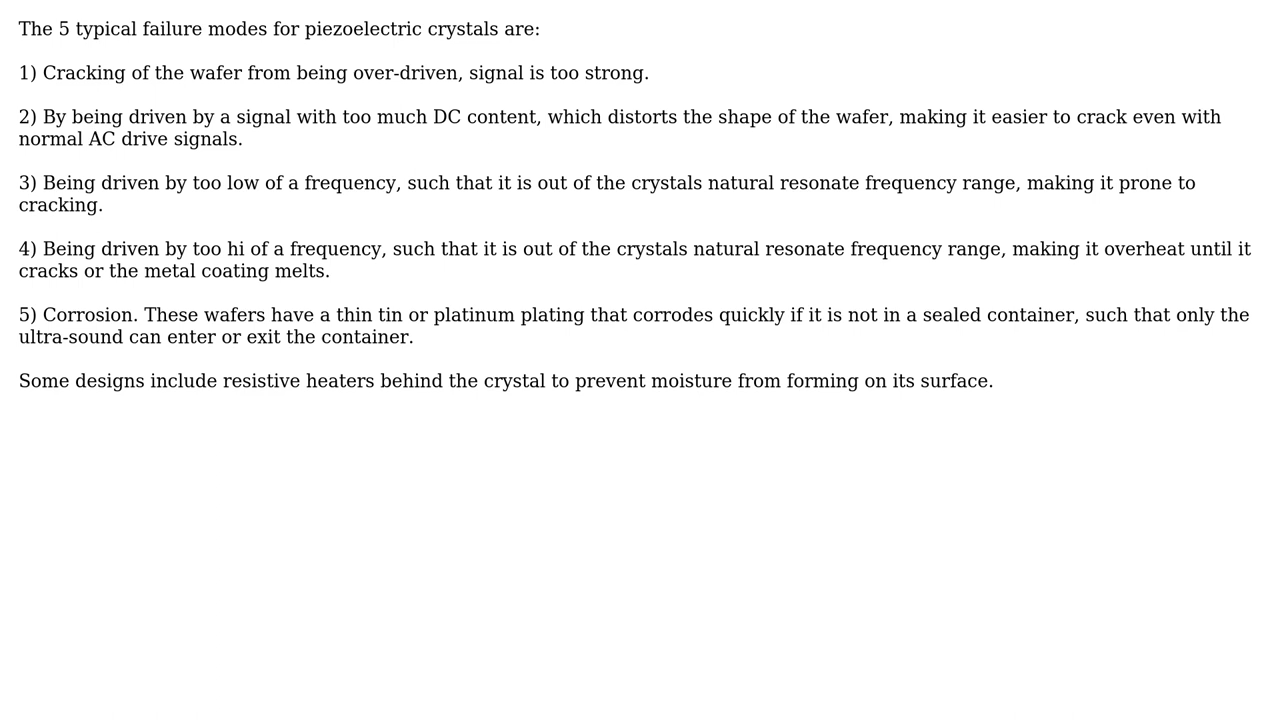 The 5 typical failure modes for piezoelectric crystals are:
1) Cracking of the wafer from being over-driven, signal is too strong.
2) By being driven by a signal with too much DC content, which distorts the shape of the wafer, making it easier to crack even with
normal AC drive signals.
3) Being driven by too low of a frequency, such that it is out of the crystals natural resonate frequency range, making it prone to
cracking.
4) Being driven by too hi of a frequency, such that it is out of the crystals natural resonate frequency range, making it overheat until it
cracks or the metal coating melts.
5) Corrosion. These wafers have a thin tin or platinum plating that corrodes quickly if it is not in a sealed container, such that only the
ultra-sound can enter or exit the container.
Some designs include resistive heaters behind the crystal to prevent moisture from forming on its surface.